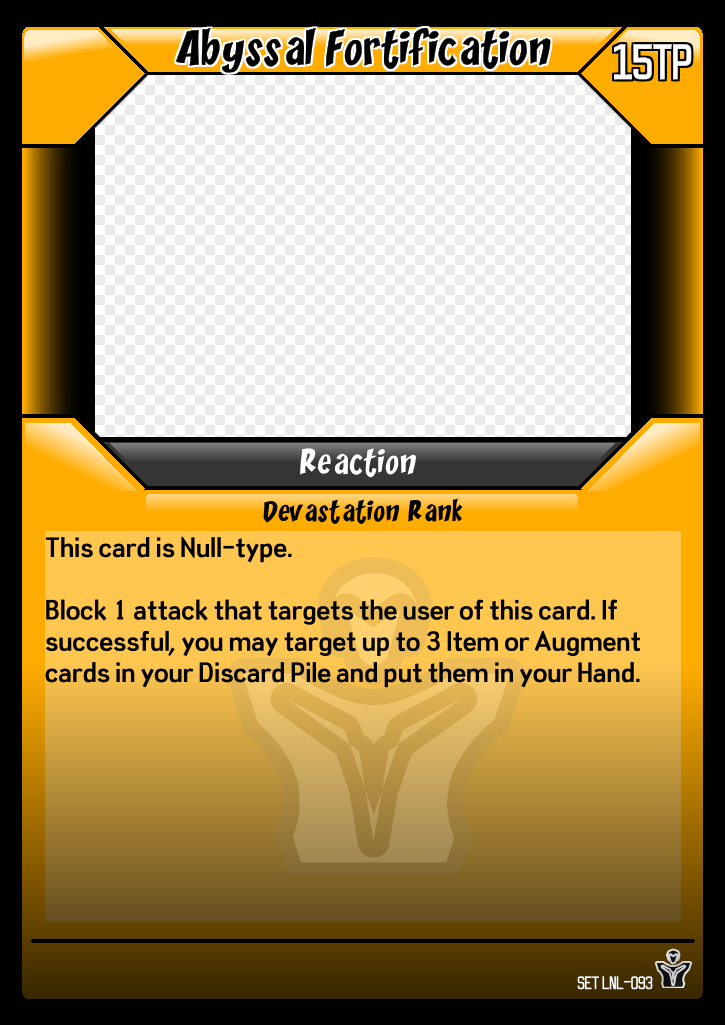 Abyssal Fortification
15TP
Reaction
Devastation Rank
This card is Null-type.
Block 1 attack that targets the user of this card. If
successful, you may target up to 3 Item or Augment
cards in your Discard Pile and put them in your Hand.
SET LNL-093